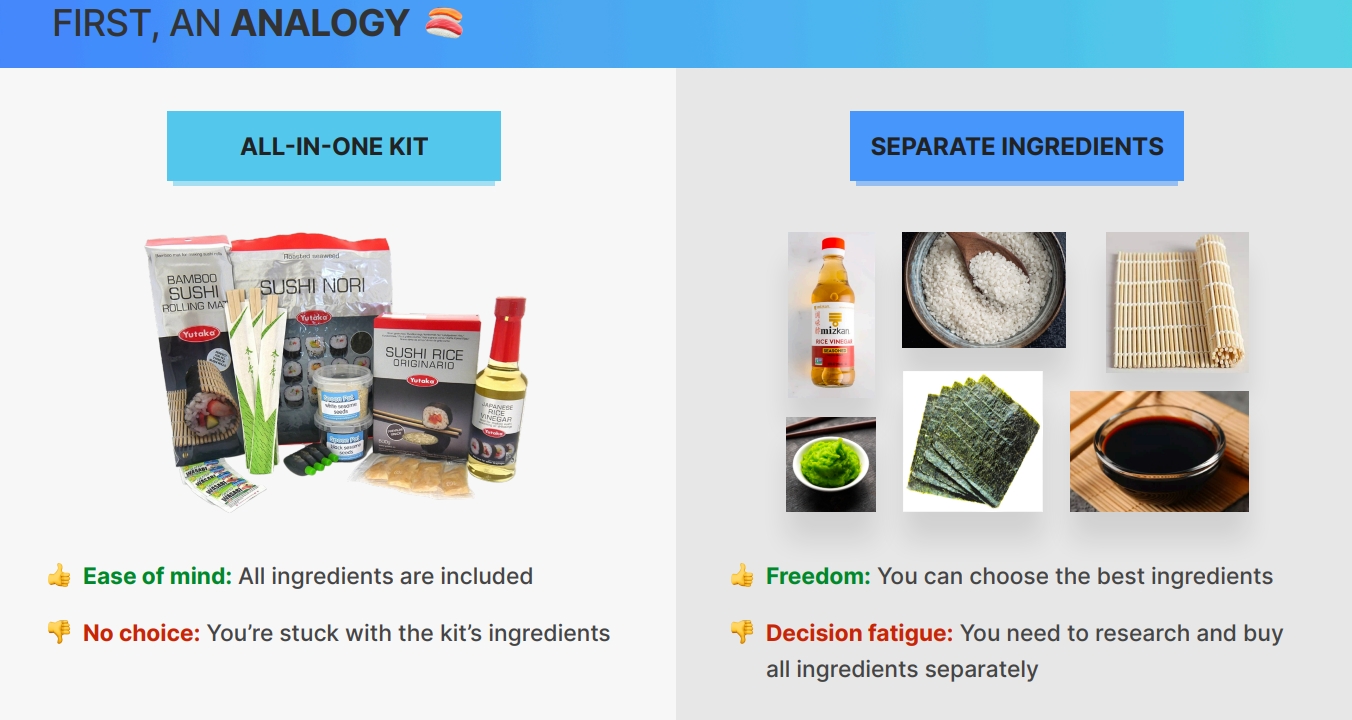 FIRST, AN ANALOGY
ALL-IN-ONE KIT
BAMBOO
SUSHI
ROLLING MAT
Yutaka
Roasted seaweed
SUSHI NORI
Yutaka
SUSHI RICE
ORIGINARIO
Yutaka
white sesame
seeds
black sesame
seeds
JAPANESE
RICE
VINEGAR
Yutaka
WASABI
👍 Ease of mind: All ingredients are included
👎 No choice: You’re stuck with the kit’s ingredients
SEPARATE INGREDIENTS
mizkan
RICE VINEGAR
SEASONED
👍 Freedom: You can choose the best ingredients
👎 Decision fatigue: You need to research and buy
all ingredients separately